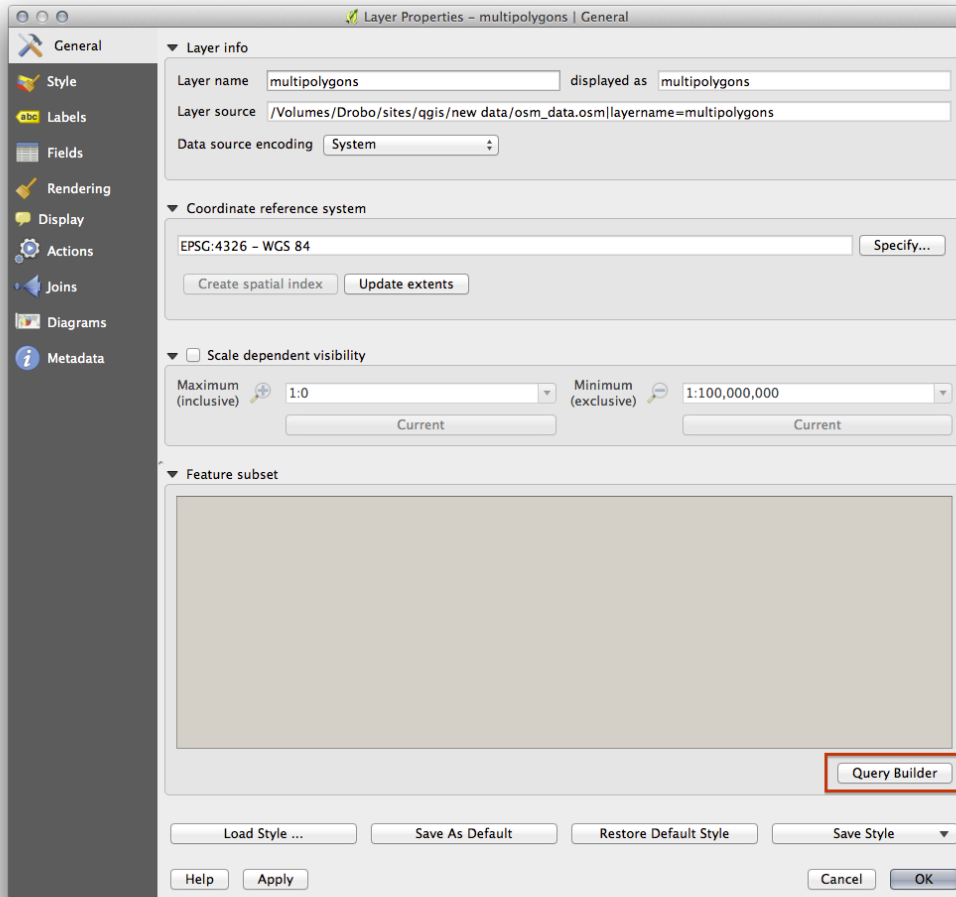 Layer Properties – multipolygons | General
General
Style
abc Labels
Fields
Rendering
Display
Actions
Joins
Diagrams
i Metadata
Layer info
Layer name multipolygons displayed as multipolygons
Layer source /Volumes/Drobo/sites/qgis/new data/osm_data.osm|layername=multipolygons
Data source encoding System
Coordinate reference system
EPSG:4326 – WGS 84 Specify...
Create spatial index Update extents
Scale dependent visibility
Maximum (inclusive) 1:0 Minimum (exclusive) 1:100,000,000
Current Current
Feature subset
Query Builder
Load Style ... Save As Default Restore Default Style Save Style
Help Apply Cancel OK